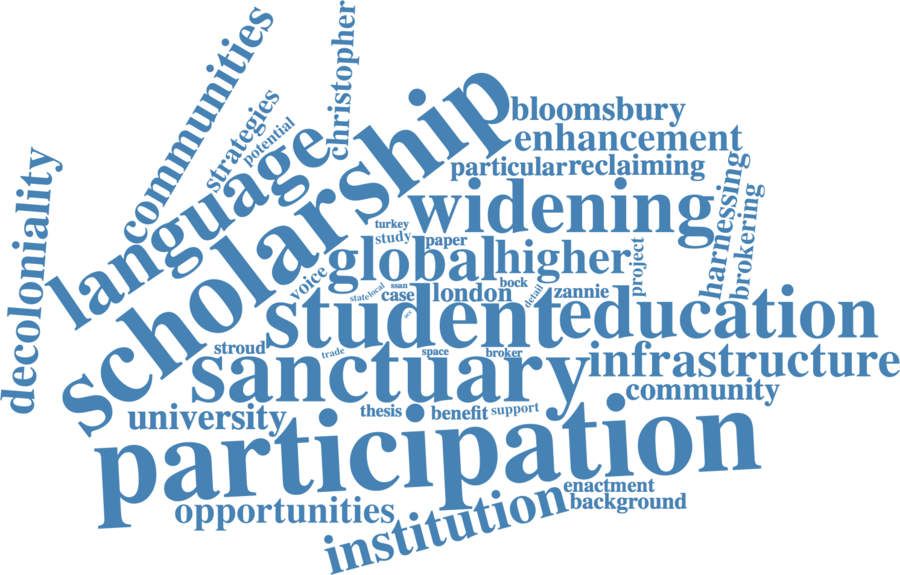 communities
christopher
strategies
potential
decoloniality
language
scholarship
bloomsbury
enhancement
particular
reclaiming
harnessing
brokering
widening
turkey
study
paper
global
higher
project
voice
statelocal
ssan
case
london
bock
detail
zannie
student
education
stroud
trade
sanctuary
space
broker
infrastructure
community
university
thesis
benefit
support
participation
opportunities
institution
enactment
background